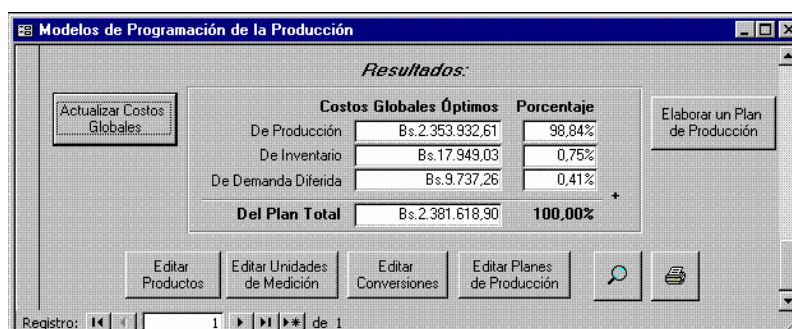 Modelos de Programación de la Producción
Resultados:
Actualizar Costos
Globales
Costos Globales Óptimos Porcentaje
De Producción Bs.2.353.932,61 98,84%
De Inventario Bs.17.949,03 0,75%
De Demanda Diferida Bs.9.737,26 0,41%
+
Del Plan Total Bs.2.381.618,90 100,00%
Elaborar un Plan
de Producción
Editar
Productos
Editar Unidades
de Medición
Editar
Conversiones
Editar Planes
de Producción
Registro: 1 de 1